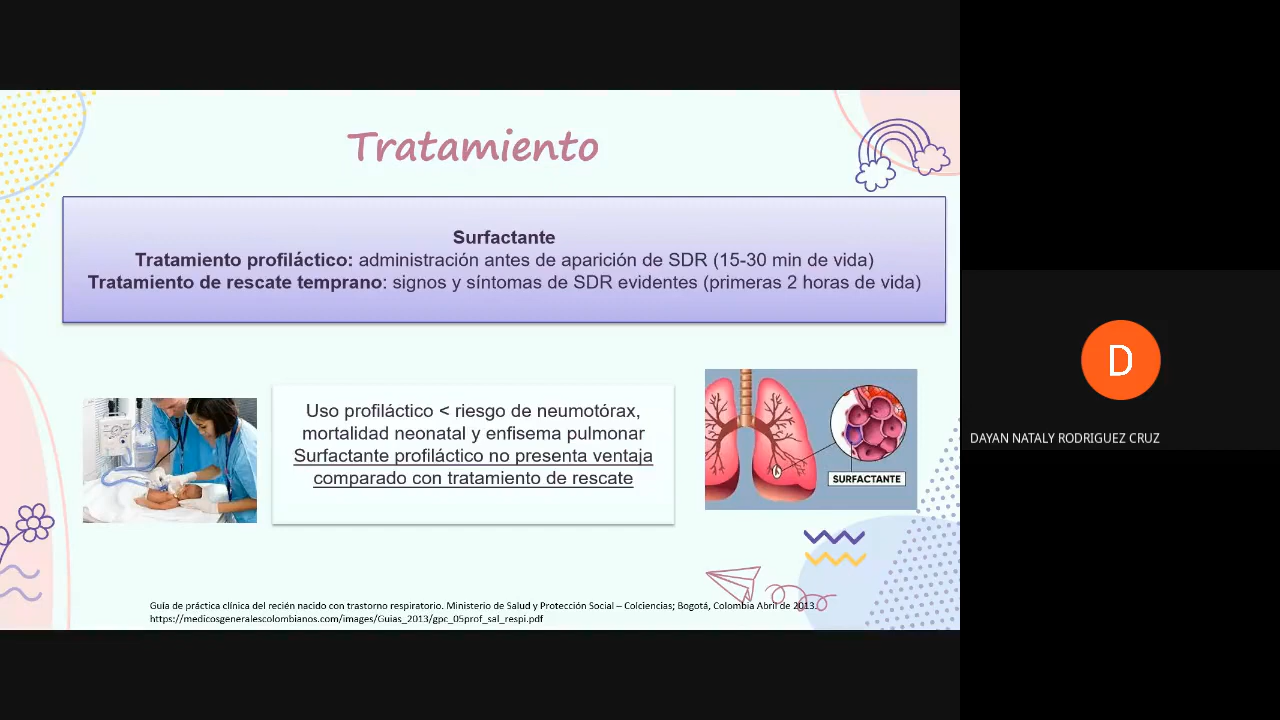 Tratamiento
Surfactante
Tratamiento profiláctico: administración antes de aparición de SDR (15-30 min de vida)
Tratamiento de rescate temprano: signos y síntomas de SDR evidentes (primeras 2 horas de vida)
Uso profiláctico < riesgo de neumotórax,
mortalidad neonatal y enfisema pulmonar
Surfactante profiláctico no presenta ventaja
comparado con tratamiento de rescate
SURFACTANTE
D
DAYAN NATALY RODRIGUEZ CRUZ
Guía de práctica clínica del recién nacido con trastorno respiratorio. Ministerio de Salud y Protección Social – Colciencias; Bogotá, Colombia Abril de 2013.
https://medicosgeneralescolombianos.com/images/Guias_2013/gpc_05prof_sal_respi.pdf